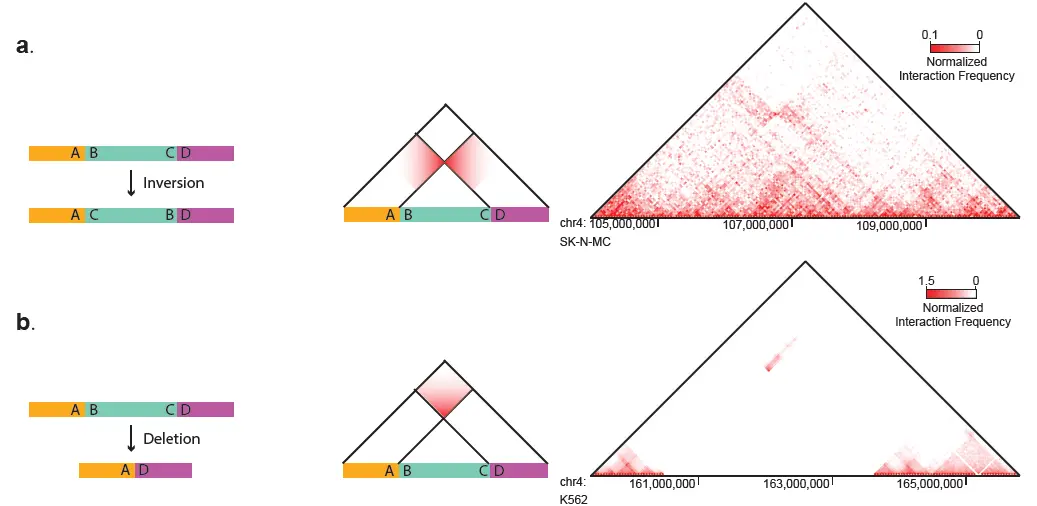 a.
A B C D
Inversion
A C B D
A B C D
0.1 0
Normalized
Interaction Frequency
chr4: 105,000,000 107,000,000 109,000,000
SK-N-MC
b.
A B C D
Deletion
A D
A B C D
1.5 0
Normalized
Interaction Frequency
chr4: 161,000,000 163,000,000 165,000,000
K562